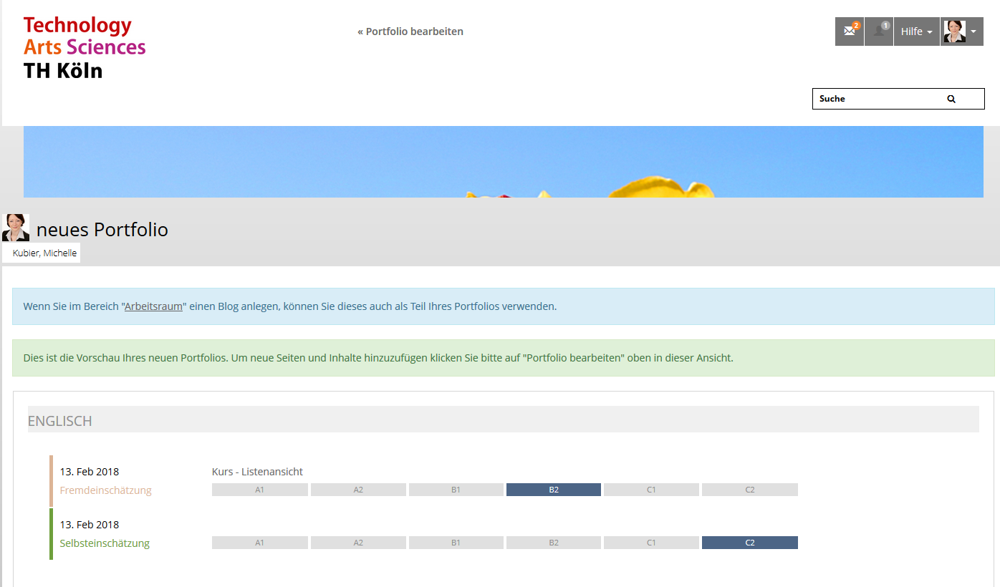 Technology
Arts Sciences
TH Köln
« Portfolio bearbeiten
2
1
Hilfe
Suche
neues Portfolio
Kubier, Michelle
Wenn Sie im Bereich "Arbeitsraum" einen Blog anlegen, können Sie dieses auch als Teil Ihres Portfolios verwenden.
Dies ist die Vorschau Ihres neuen Portfolios. Um neue Seiten und Inhalte hinzuzufügen klicken Sie bitte auf "Portfolio bearbeiten" oben in dieser Ansicht.
ENGLISCH
13. Feb 2018 Kurs - Listenansicht
Fremdeinschätzung A1 A2 B1 B2 C1 C2
13. Feb 2018
Selbsteinschätzung A1 A2 B1 B2 C1 C2